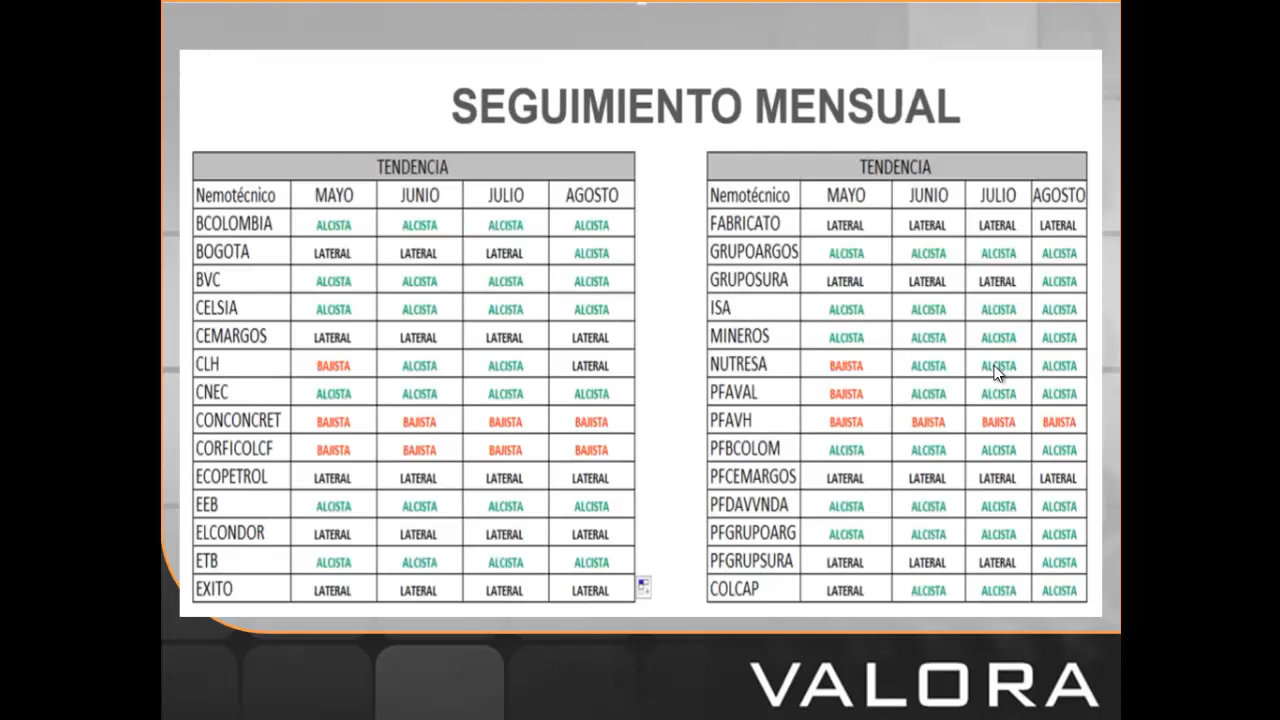 SEGUIMIENTO MENSUAL
TENDENCIA
Nemotécnico MAYO JUNIO JULIO AGOSTO
BCOLOMBIA ALCISTA ALCISTA ALCISTA ALCISTA
BOGOTA LATERAL LATERAL LATERAL ALCISTA
BVC ALCISTA ALCISTA ALCISTA ALCISTA
CELSIA ALCISTA ALCISTA ALCISTA ALCISTA
CEMARGOS LATERAL LATERAL LATERAL LATERAL
CLH BAJISTA ALCISTA ALCISTA LATERAL
CNEC ALCISTA ALCISTA ALCISTA ALCISTA
CONCONCRET BAJISTA BAJISTA BAJISTA BAJISTA
CORFICOLCF BAJISTA BAJISTA BAJISTA BAJISTA
ECOPETROL LATERAL LATERAL LATERAL LATERAL
EEB ALCISTA ALCISTA ALCISTA ALCISTA
ELCONDOR LATERAL LATERAL LATERAL LATERAL
ETB ALCISTA ALCISTA ALCISTA ALCISTA
EXITO LATERAL LATERAL LATERAL LATERAL
TENDENCIA
Nemotécnico MAYO JUNIO JULIO AGOSTO
FABRICATO LATERAL LATERAL LATERAL LATERAL
GRUPOARGOS ALCISTA ALCISTA ALCISTA ALCISTA
GRUPOSURA LATERAL LATERAL LATERAL ALCISTA
ISA ALCISTA ALCISTA ALCISTA ALCISTA
MINEROS ALCISTA ALCISTA ALCISTA ALCISTA
NUTRESA BAJISTA ALCISTA ALCISTA ALCISTA
PFAVAL BAJISTA ALCISTA ALCISTA ALCISTA
PFAVH BAJISTA BAJISTA BAJISTA BAJISTA
PFBCOLOM ALCISTA ALCISTA ALCISTA ALCISTA
PFCEMARGOS LATERAL LATERAL LATERAL LATERAL
PFDAVVNDA ALCISTA ALCISTA ALCISTA ALCISTA
PFGRUPOARG ALCISTA ALCISTA ALCISTA ALCISTA
PFGRUPSURA LATERAL LATERAL LATERAL ALCISTA
COLCAP LATERAL ALCISTA ALCISTA ALCISTA
VALORA